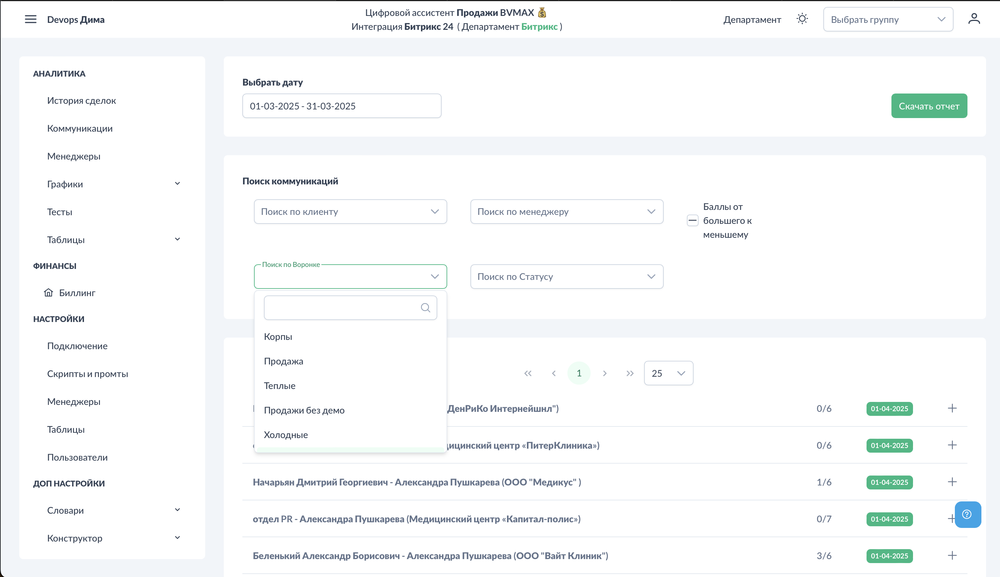 Devops Дима
Цифровой ассистент Продажи BVMAX 💰
Интеграция Битрикс 24 ( Департамент Битрикс )
Департамент
Выбрать группу
АНАЛИТИКА
История сделок
Коммуникации
Менеджеры
Графики
Тесты
Таблицы
ФИНАНСЫ
Биллинг
НАСТРОЙКИ
Подключение
Скрипты и промты
Менеджеры
Таблицы
Пользователи
ДОП НАСТРОЙКИ
Словари
Конструктор
Выбрать дату
01-03-2025 - 31-03-2025
Скачать отчет
Поиск коммуникаций
Поиск по клиенту
Поиск по менеджеру
Баллы от
большего к
меньшему
Поиск по Воронке
Поиск по Статусу
Корпы
Продажа
Теплые
Продажи без демо
Холодные
1
25
ДенРиКо Интернейшнл") 0/6 01-04-2025
центр «ПитерКлиника») 0/6 01-04-2025
Начарьян Дмитрий Георгиевич - Александра Пушкарева (ООО "Медикус" ) 1/6 01-04-2025
отдел PR - Александра Пушкарева (Медицинский центр «Капитал-полис») 0/7 01-04-2025
Беленький Александр Борисович - Александра Пушкарева (ООО "Вайт Клиник") 3/6 01-04-2025